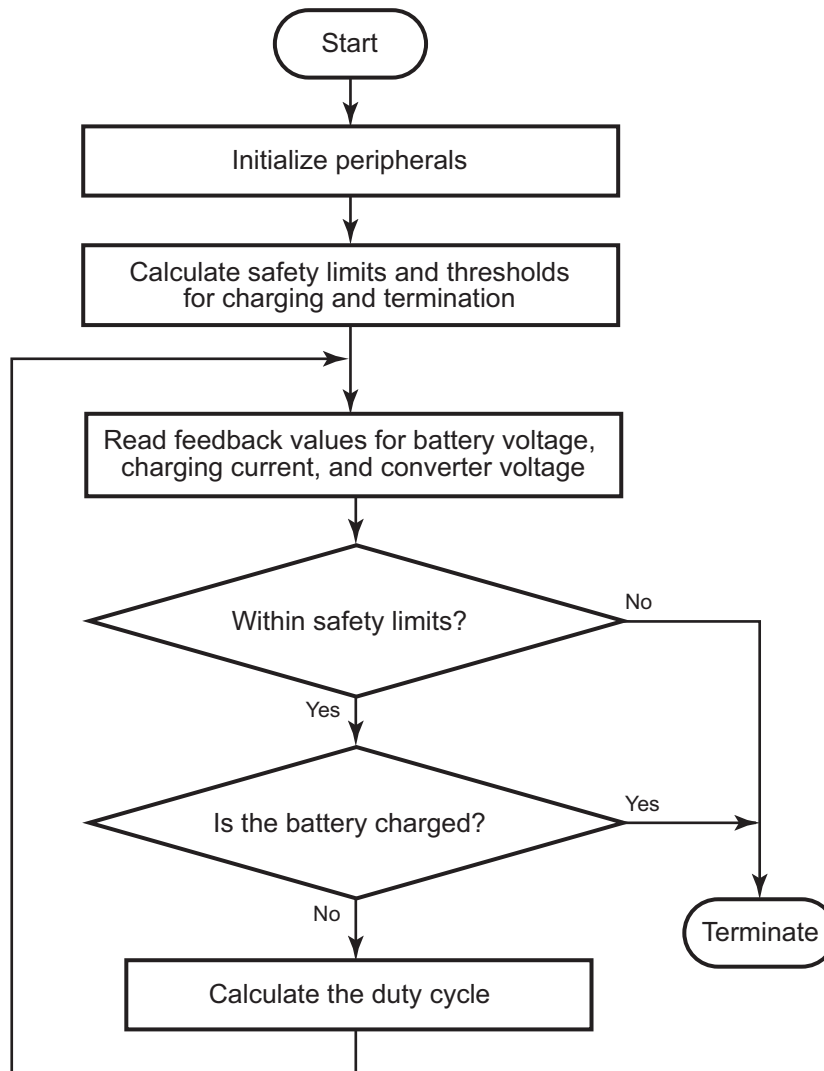 Start
Initialize peripherals
Calculate safety limits and thresholds
for charging and termination
Read feedback values for battery voltage,
charging current, and converter voltage
Within safety limits?
No
Yes
Is the battery charged?
Yes
No
Terminate
Calculate the duty cycle